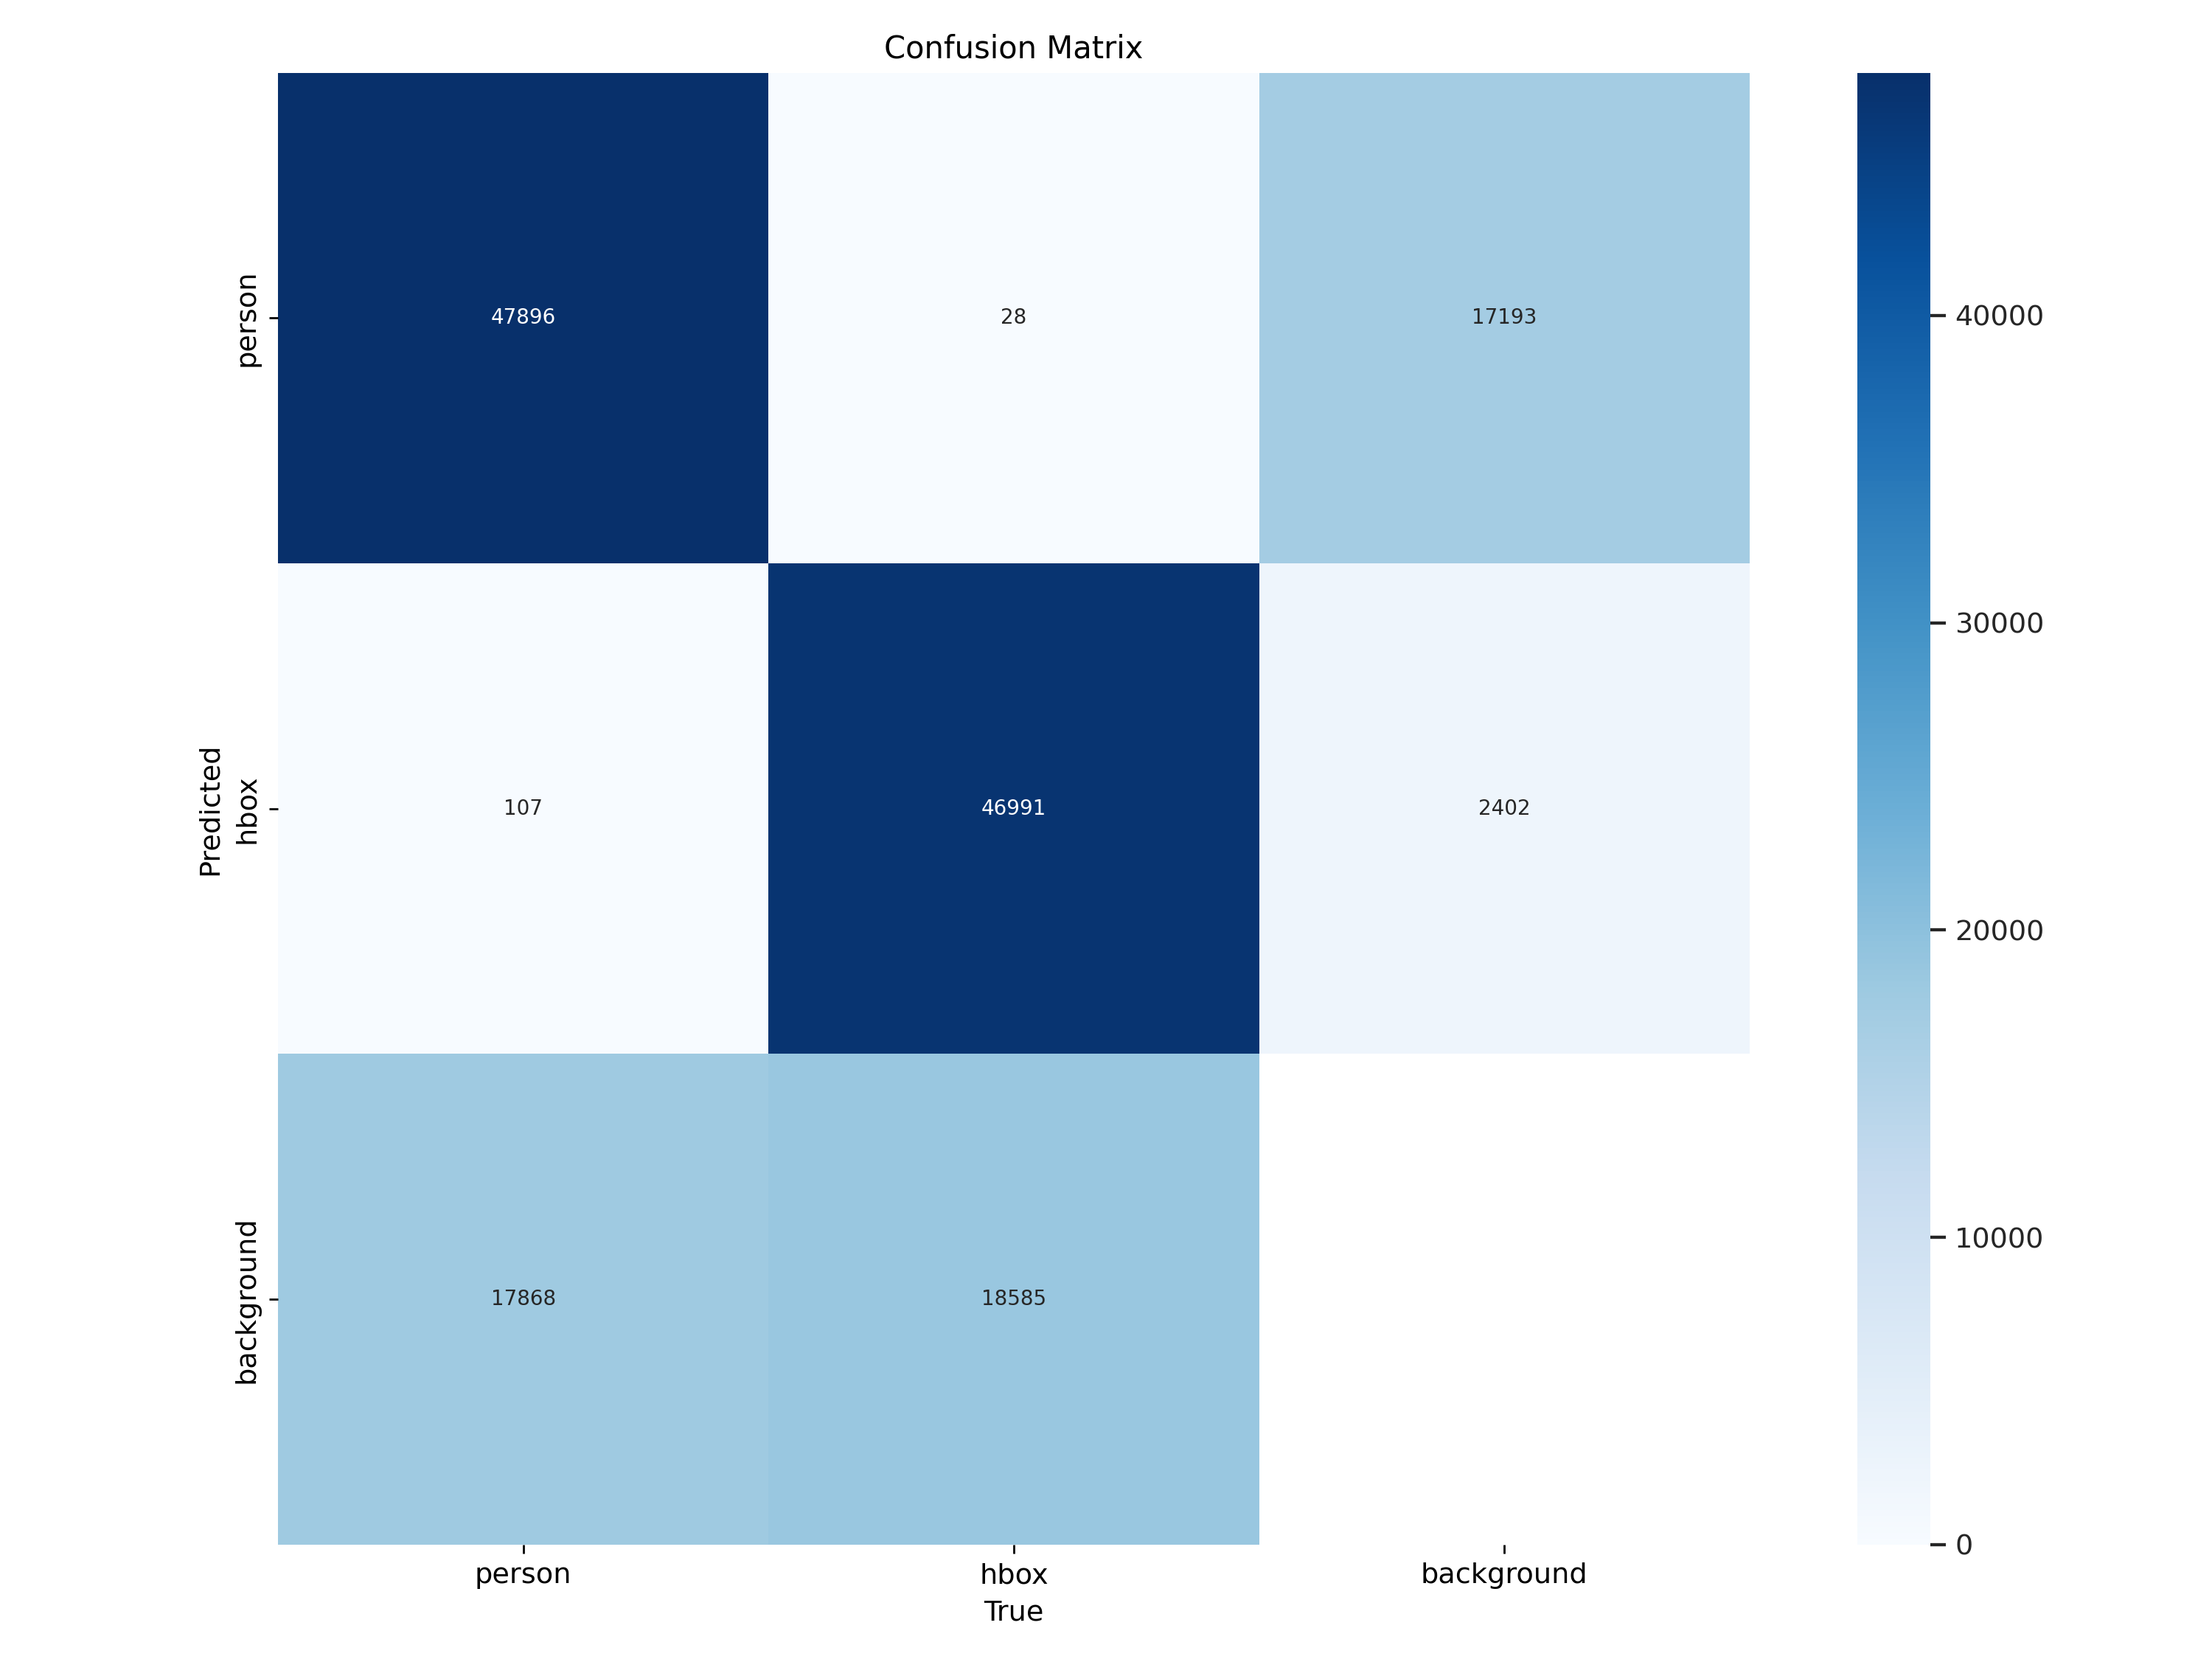 Confusion Matrix
person
47896
28
17193
40000
30000
Predicted
hbox
107
46991
2402
20000
10000
background
17868
18585
0
person
hbox
background
True